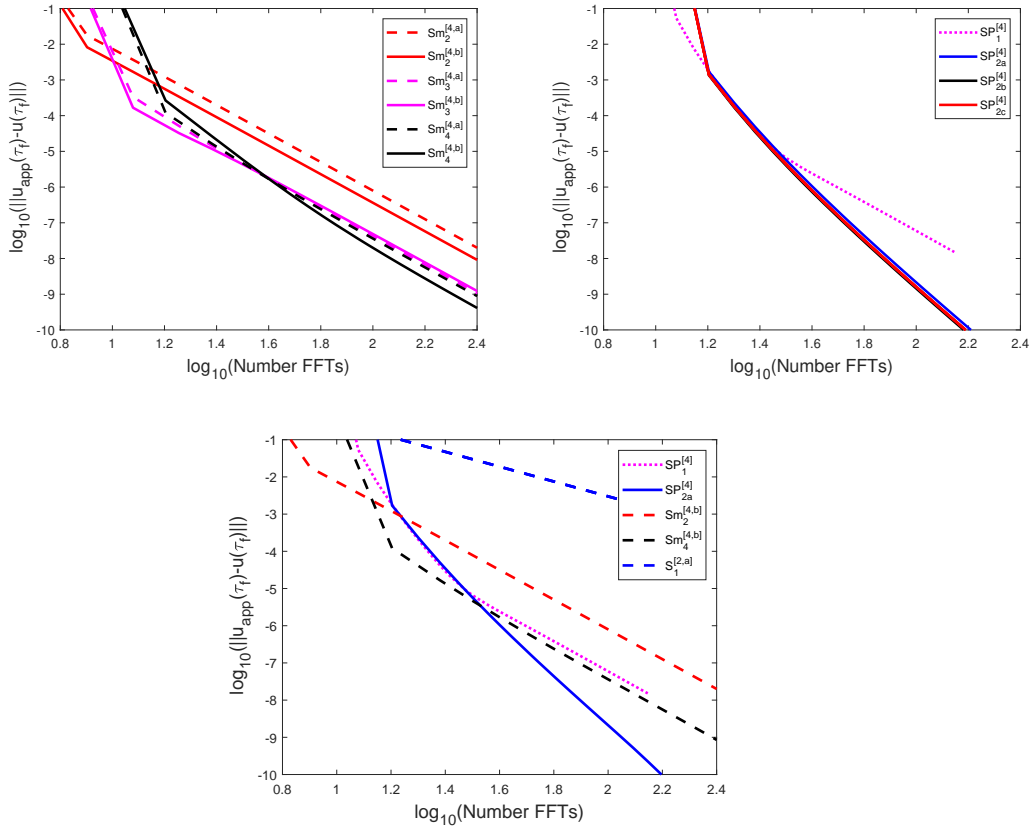 -1
-2
-3
-4
-5
-6
-7
-8
-9
-10
0.8 1 1.2 1.4 1.6 1.8 2 2.2 2.4
log10(Number FFTs)
log10(||uapp(τf)-u(τf)||)
Sm2[4,a]
Sm2[4,b]
Sm3[4,a]
Sm3[4,b]
Sm4[4,a]
Sm4[4,b]
-1
-2
-3
-4
-5
-6
-7
-8
-9
-10
0.8 1 1.2 1.4 1.6 1.8 2 2.2 2.4
log10(Number FFTs)
log10(||uapp(τf)-u(τf)||)
SP1[4]
SP2a[4]
SP2b[4]
SP2c[4]
-1
-2
-3
-4
-5
-6
-7
-8
-9
-10
0.8 1 1.2 1.4 1.6 1.8 2 2.2 2.4
log10(Number FFTs)
log10(||uapp(τf)-u(τf)||)
SP1[4]
SP2a[4]
Sm2[4,b]
Sm4[4,b]
S1[2,a]